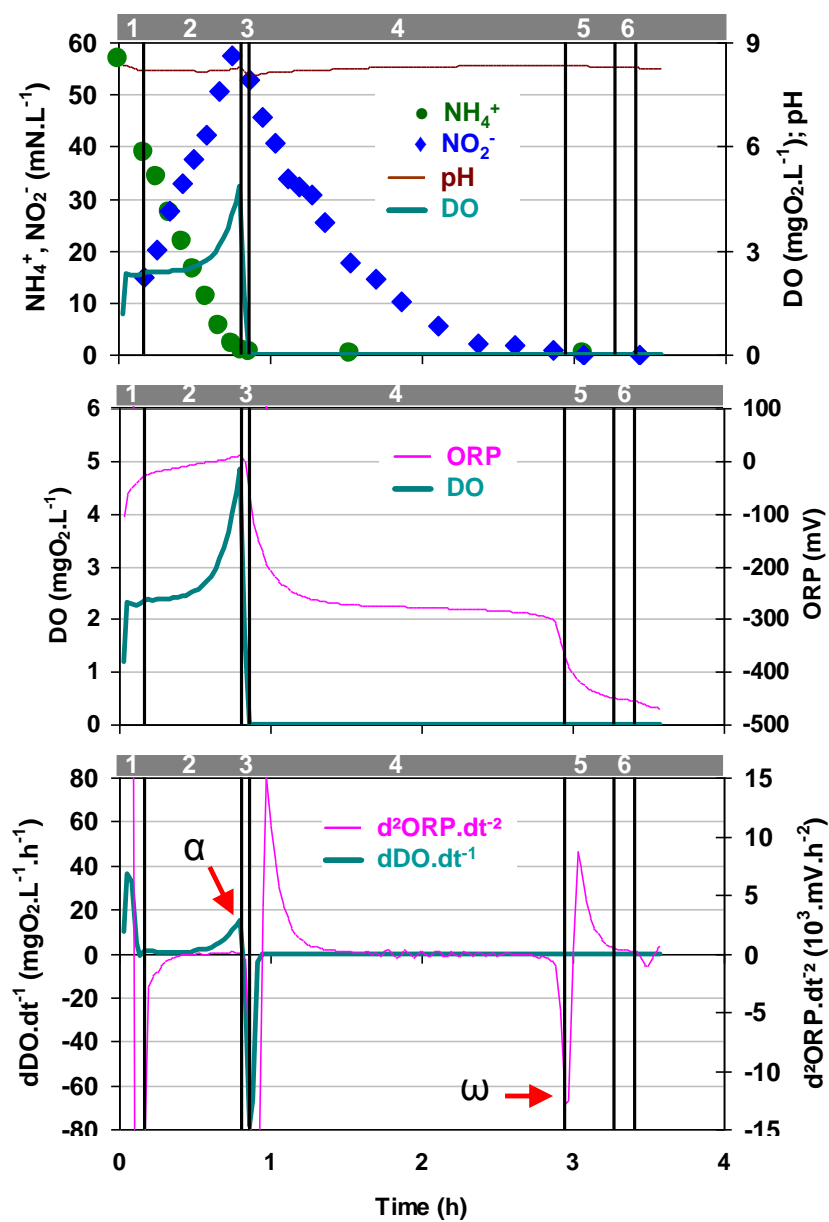 1 2 3 4 5 6
60
50
40
30
20
10
0
NH₄⁺, NO₂⁻ (mN.L⁻¹)
NH₄⁺
NO₂⁻
pH
DO
9
6
3
0
DO (mgO₂.L⁻¹); pH
1 2 3 4 5 6
6
5
4
3
2
1
0
DO (mgO₂.L⁻¹)
ORP
DO
100
0
-100
-200
-300
-400
-500
ORP (mV)
1 2 3 4 5 6
80
60
40
20
0
-20
-40
-60
-80
dDO.dt⁻¹ (mgO₂.L⁻¹.h⁻¹)
d²ORP.dt⁻²
dDO.dt⁻¹
α
ω
15
10
5
0
-5
-10
-15
d²ORP.dt⁻² (10³.mV.h⁻²)
0 1 2 3 4
Time (h)